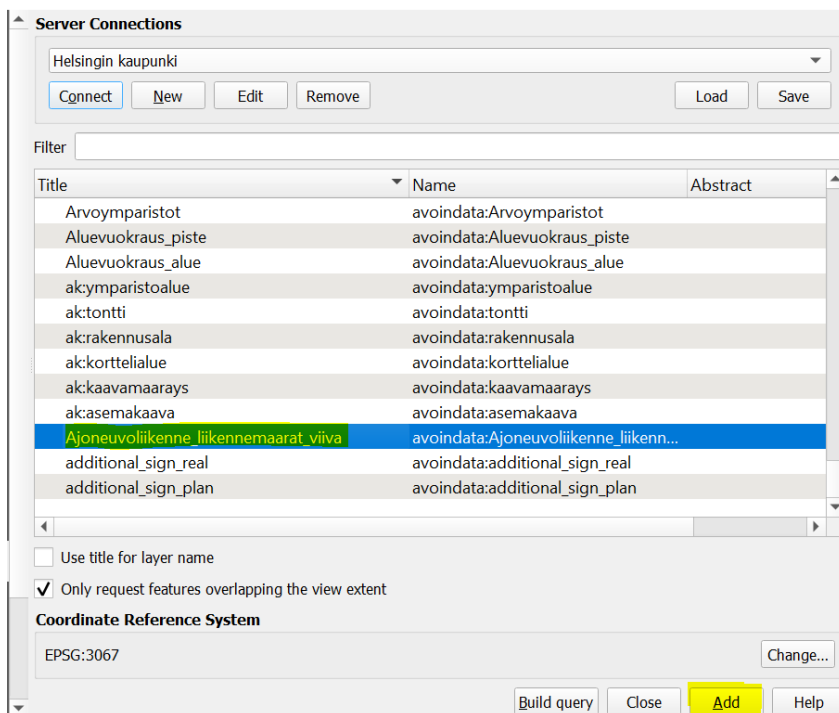 Server Connections
Helsingin kaupunki
Connect New Edit Remove Load Save
Filter
Title Name Abstract
Arvoymparistot avoindata:Arvoymparistot
Aluevuokraus_piste avoindata:Aluevuokraus_piste
Aluevuokraus_alue avoindata:Aluevuokraus_alue
ak:ymparistoalue avoindata:ymparistoalue
ak:tontti avoindata:tontti
ak:rakennusala avoindata:rakennusala
ak:korttelialue avoindata:korttelialue
ak:kaavamaarays avoindata:kaavamaarays
ak:asemakaava avoindata:asemakaava
Ajoneuvoliikenne_liikennemaarat_viiva avoindata:Ajoneuvoliikenne_liikenn...
additional_sign_real avoindata:additional_sign_real
additional_sign_plan avoindata:additional_sign_plan
Use title for layer name
Only request features overlapping the view extent
Coordinate Reference System
EPSG:3067 Change...
Build query Close Add Help